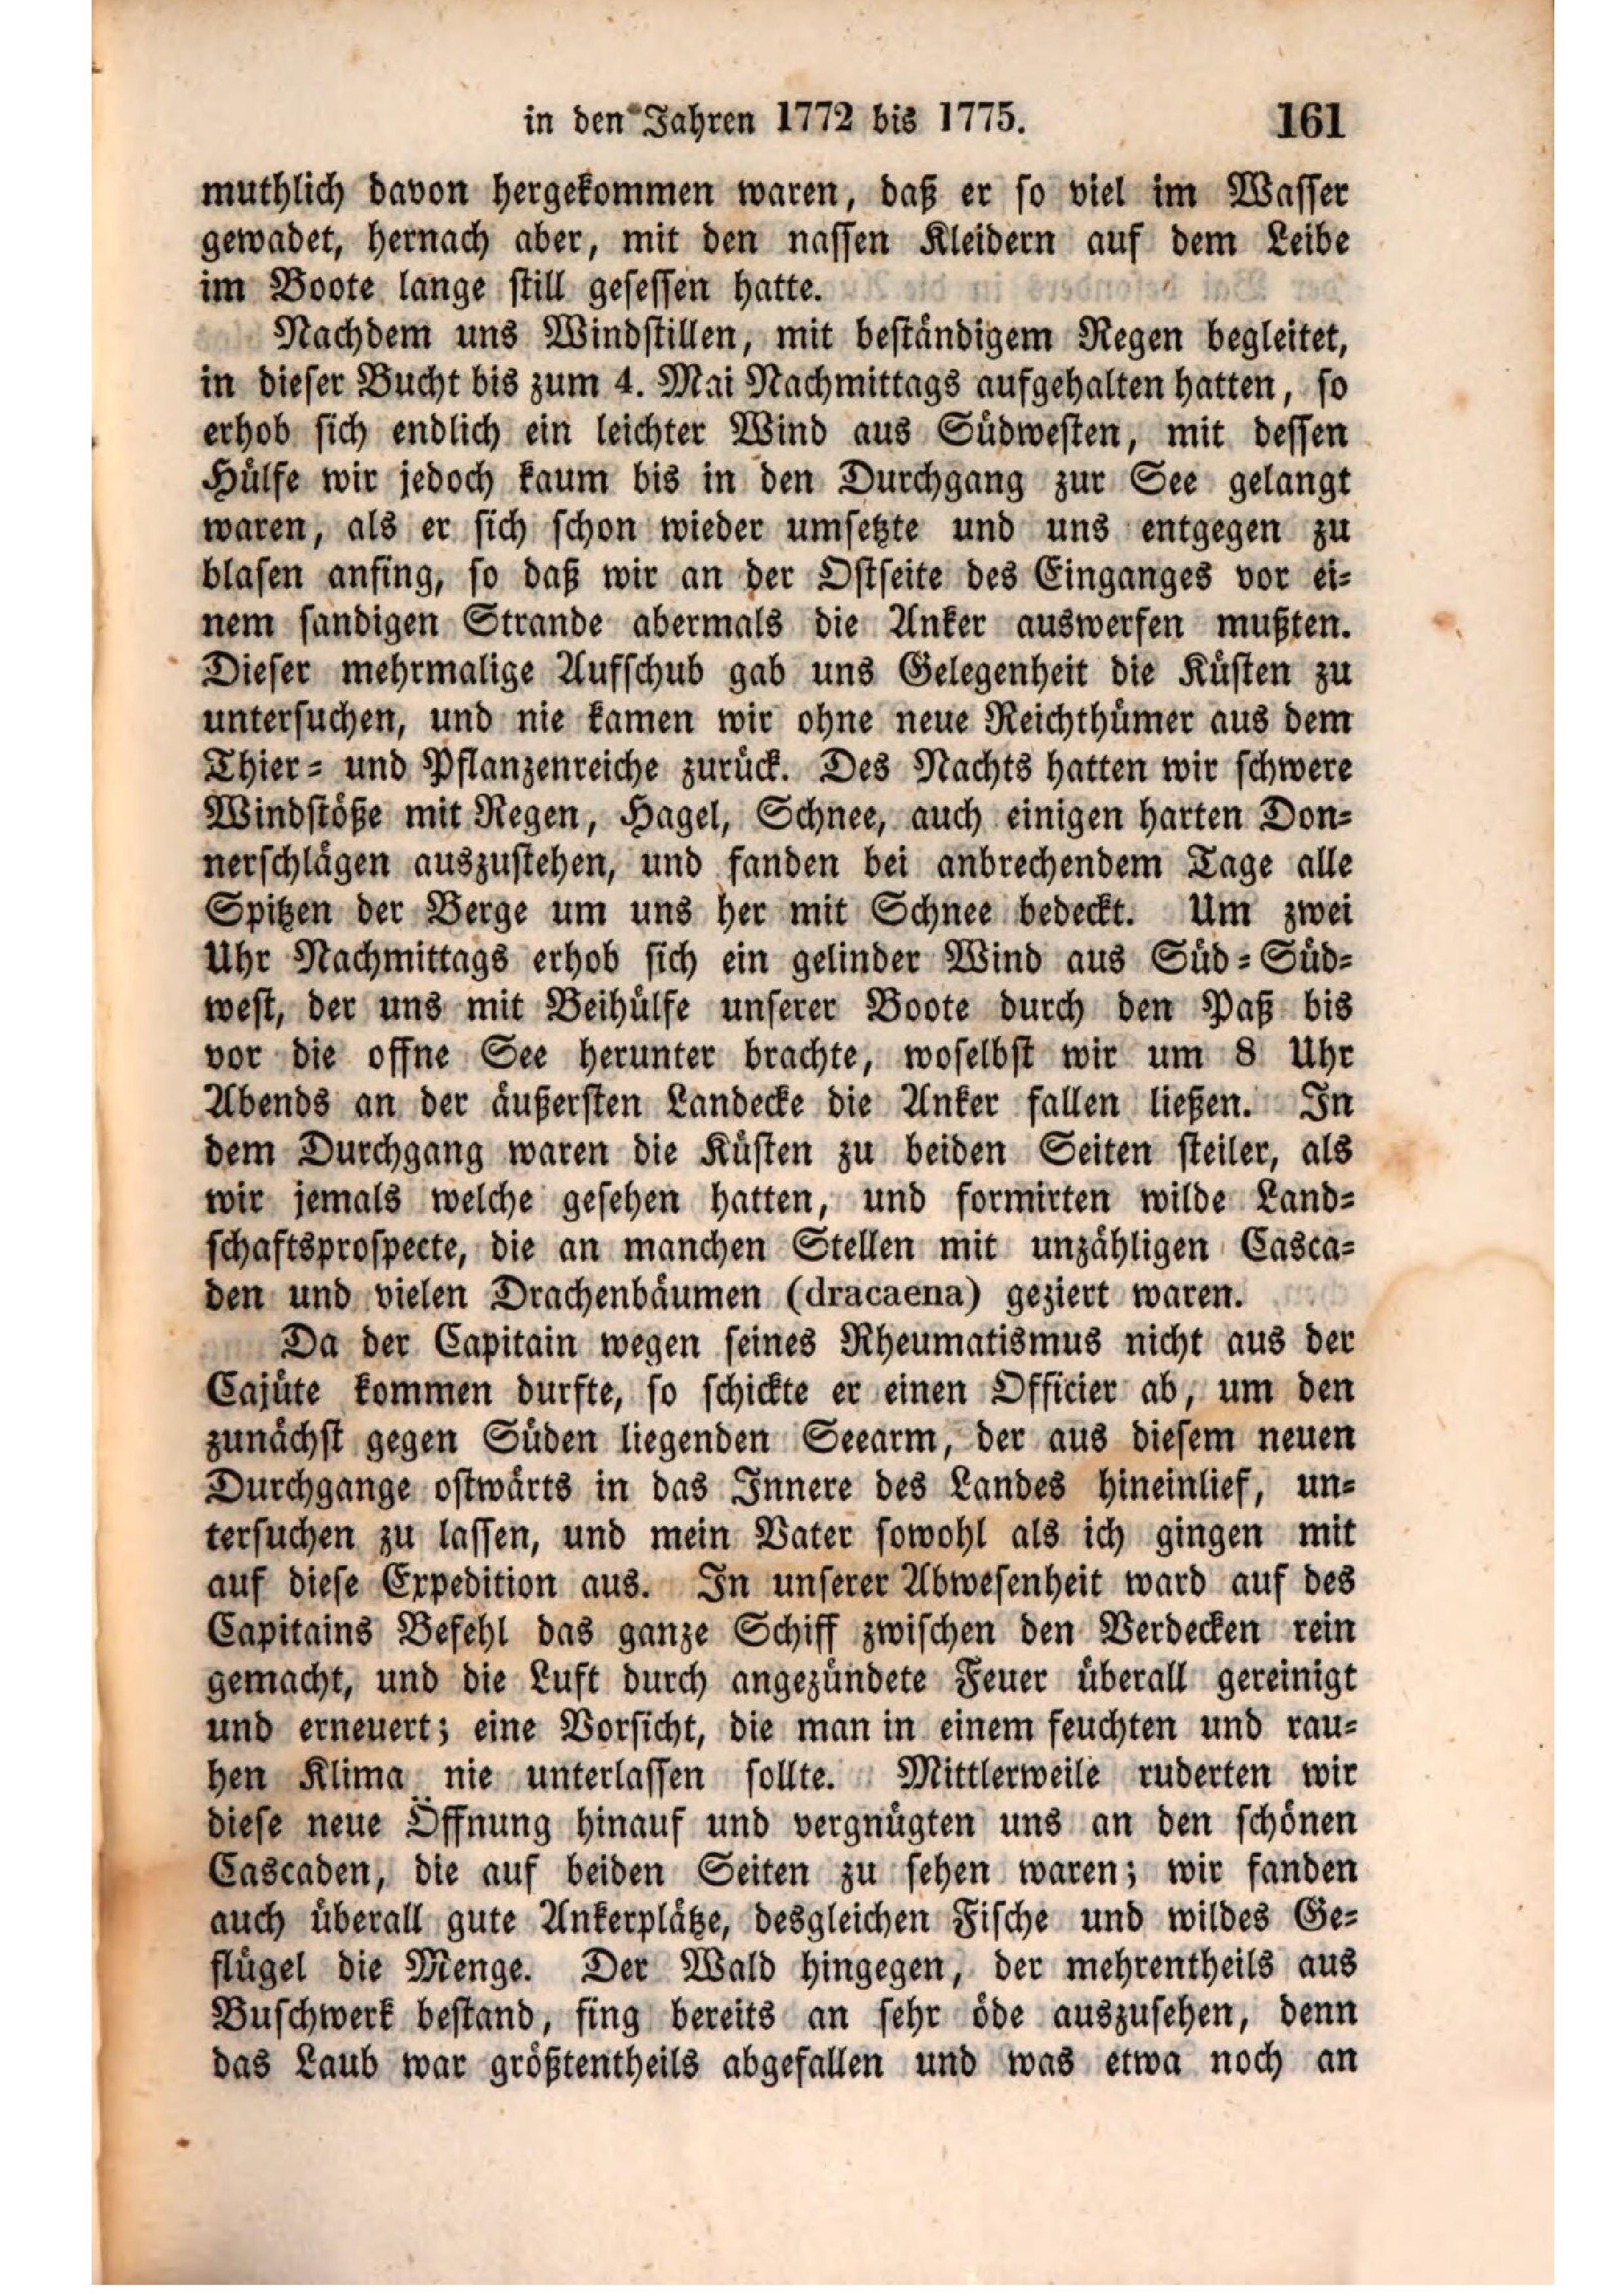 in den Jahren 1772 bis 1775. 161
muthlich davon hergekommen waren, daß er so viel im Wasser
gewadet, hernach aber, mit den nassen Kleidern auf dem Leibe
im Boote lange still gesessen hatte.
Nachdem uns Windstillen, mit beständigem Regen begleitet,
in dieser Bucht bis zum 4. Mai Nachmittags aufgehalten hatten, so
erhob sich endlich ein leichter Wind aus Südwesten, mit dessen
Hülfe wir jedoch kaum bis in den Durchgang zur See gelangt
waren, als er sich schon wieder umsetzte und uns entgegen zu
blasen anfing, so daß wir an der Ostseite des Einganges vor ei-
nem sandigen Strande abermals die Anker auswerfen mußten.
Dieser mehrmalige Aufschub gab uns Gelegenheit die Küsten zu
untersuchen, und nie kamen wir ohne neue Reichthümer aus dem
Thier- und Pflanzenreiche zurück. Des Nachts hatten wir schwere
Windstöße mit Regen, Hagel, Schnee, auch einigen harten Don-
nerschlägen auszustehen, und fanden bei anbrechendem Tage alle
Spitzen der Berge um uns her mit Schnee bedeckt. Um zwei
Uhr Nachmittags erhob sich ein gelinder Wind aus Süd-Süd-
west, der uns mit Beihülfe unserer Boote durch den Paß bis
vor die offne See herunter brachte, woselbst wir um 8 Uhr
Abends an der äußersten Landecke die Anker fallen ließen. In
dem Durchgang waren die Küsten zu beiden Seiten steiler, als
wir jemals welche gesehen hatten, und formirten wilde Land-
schaftsprospecte, die an manchen Stellen mit unzähligen Casca-
den und vielen Drachenbäumen (dracaena) geziert waren.
Da der Capitain wegen seines Rheumatismus nicht aus der
Cajüte kommen durfte, so schickte er einen Officier ab, um den
zunächst gegen Süden liegenden Seearm, der aus diesem neuen
Durchgange ostwärts in das Innere des Landes hineinlief, un-
tersuchen zu lassen, und mein Vater sowohl als ich gingen mit
auf diese Expedition aus. In unserer Abwesenheit ward auf des
Capitains Befehl das ganze Schiff zwischen den Verdecken rein
gemacht, und die Luft durch angezündete Feuer überall gereinigt
und erneuert; eine Vorsicht, die man in einem feuchten und rau-
hen Klima nie unterlassen sollte. Mittlerweile ruderten wir
diese neue Öffnung hinauf und vergnügten uns an den schönen
Cascaden, die auf beiden Seiten zu sehen waren; wir fanden
auch überall gute Ankerplätze, desgleichen Fische und wildes Ge-
flügel die Menge. Der Wald hingegen, der mehrentheils aus
Buschwerk bestand, fing bereits an sehr öde auszusehen, denn
das Laub war größtentheils abgefallen und was etwa noch an